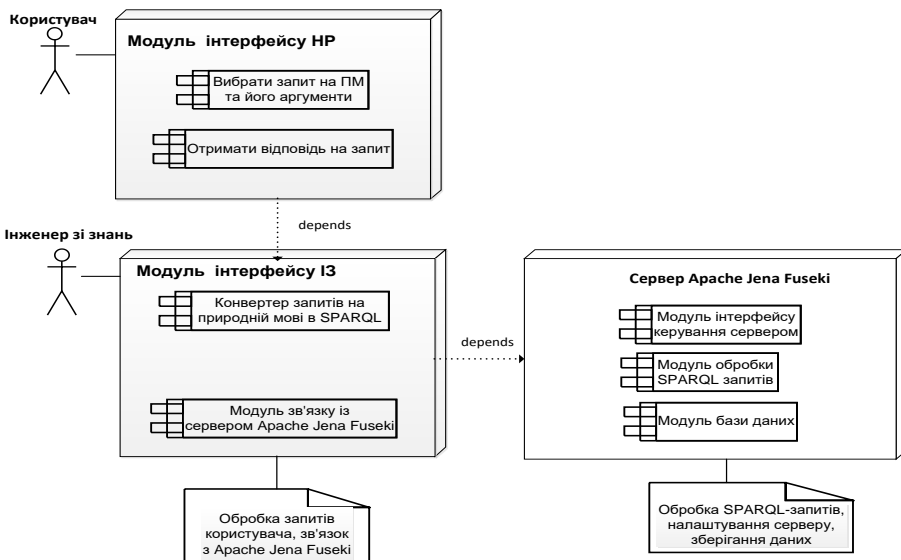 Користувач
Модуль інтерфейсу НР
Вибрати запит на ПМ
та його аргументи
Отримати відповідь на запит
depends
Інженер зі знань
Модуль інтерфейсу ІЗ
Конвертер запитів на
природній мові в SPARQL
Модуль зв'язку із
сервером Apache Jena Fuseki
depends
Сервер Apache Jena Fuseki
Модуль інтерфейсу
керування сервером
Модуль обробки
SPARQL запитів
Модуль бази даних
Обробка запитів
користувача, зв'язок
з Apache Jena Fuseki
Обробка SPARQL-запитів,
налаштування серверу,
зберігання даних